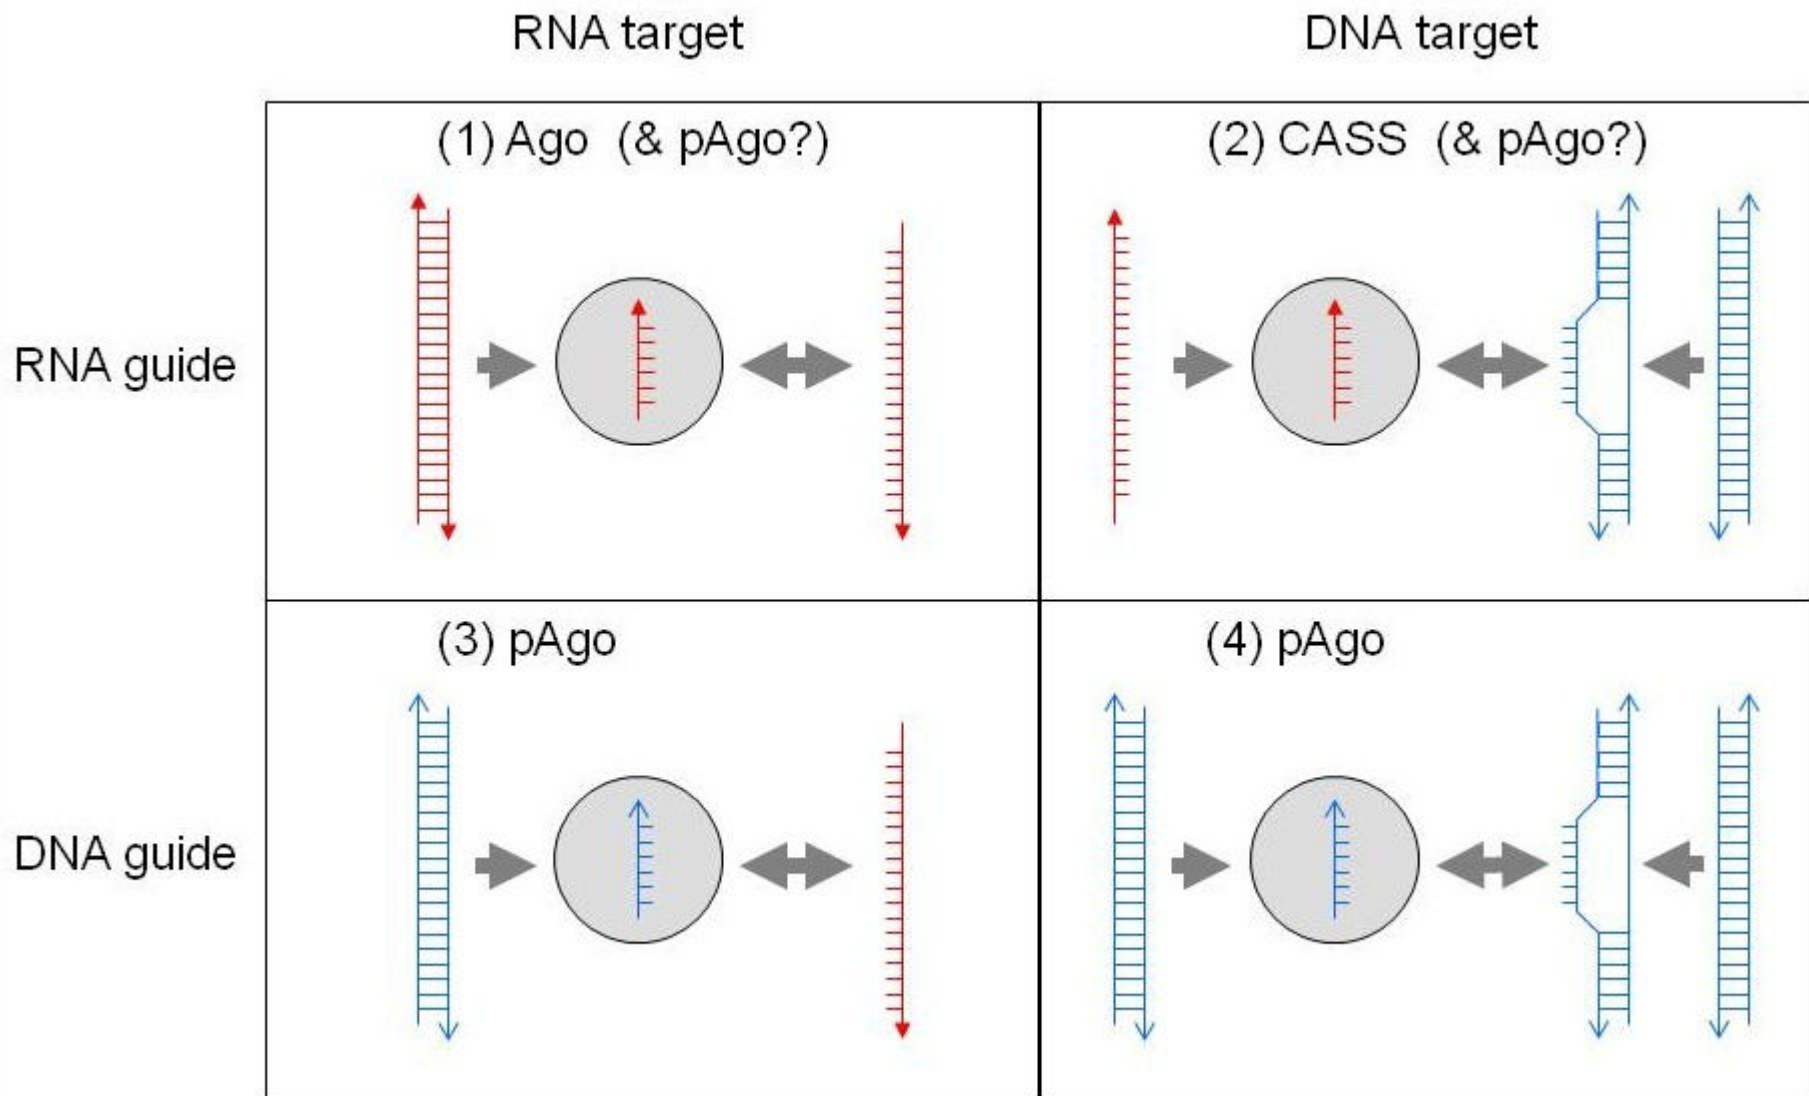 RNA target
DNA target
(1) Ago (& pAgo?)
(2) CASS (& pAgo?)
RNA guide
(3) pAgo
(4) pAgo
DNA guide